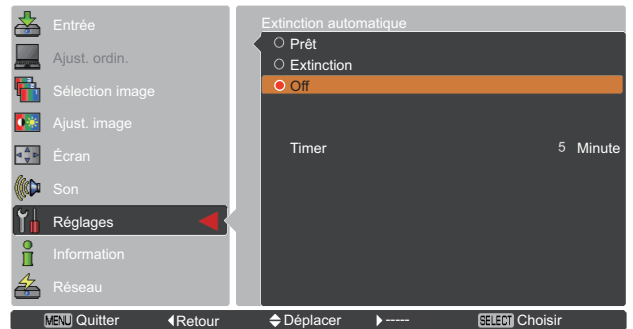 Entrée
Ajust. ordin.
Sélection image
Ajust. image
Écran
Son
Réglages
Information
Réseau
Extinction automatique
Prêt
Extinction
Off
Timer 5 Minute
MENU Quitter Retour Déplacer ----- SELECT Choisir